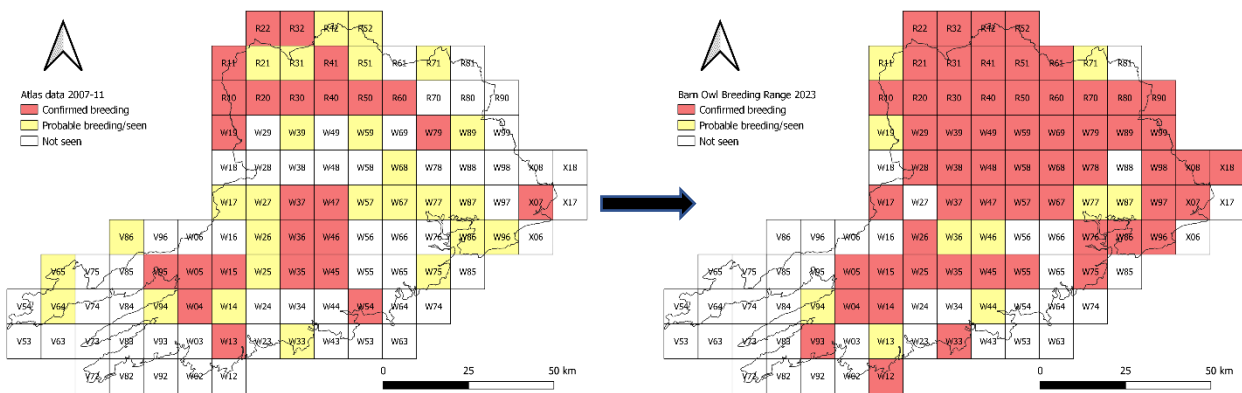 R22 R32 R42 R52
R11 R21 R31 R41 R51 R61 R71 R81
Atlas data 2007-11
Confirmed breeding
Probable breeding/seen
Not seen
R10 R20 R30 R40 R50 R60 R70 R80 R90
W19 W29 W39 W49 W59 W69 W79 W89 W99
W18 W28 W38 W48 W58 W68 W78 W88 W98 X08 X18
W17 W27 W37 W47 W57 W67 W77 W87 W97 X07 X17
V86 V96 W06 W16 W26 W36 W46 W56 W66 W76 W86 W96 X06
V65 V75 V85 V95 W05 W15 W25 W35 W45 W55 W65 W75 W85
V54 V64 V74 V84 V94 W04 W14 W24 W34 W44 W54 W64 W74
V53 V63 V73 V83 V93 W03 W13 W23 W33 W43 W53 W63
V72 V82 V92 W02 W12
0 25 50 km
R22 R32 R42 R52
R11 R21 R31 R41 R51 R61 R71 R81
Barn Owl Breeding Range 2023
Confirmed breeding
Probable breeding/seen
Not seen
R10 R20 R30 R40 R50 R60 R70 R80 R90
W19 W29 W39 W49 W59 W69 W79 W89 W99
W18 W28 W38 W48 W58 W68 W78 W88 W98 X08 X18
W17 W27 W37 W47 W57 W67 W77 W87 W97 X07 X17
V86 V96 W06 W16 W26 W36 W46 W56 W66 W76 W86 W96 X06
V65 V75 V85 V95 W05 W15 W25 W35 W45 W55 W65 W75 W85
V54 V64 V74 V84 V94 W04 W14 W24 W34 W44 W54 W64 W74
V53 V63 V73 V83 V93 W03 W13 W23 W33 W43 W53 W63
V72 V82 V92 W02 W12
0 25 50 km